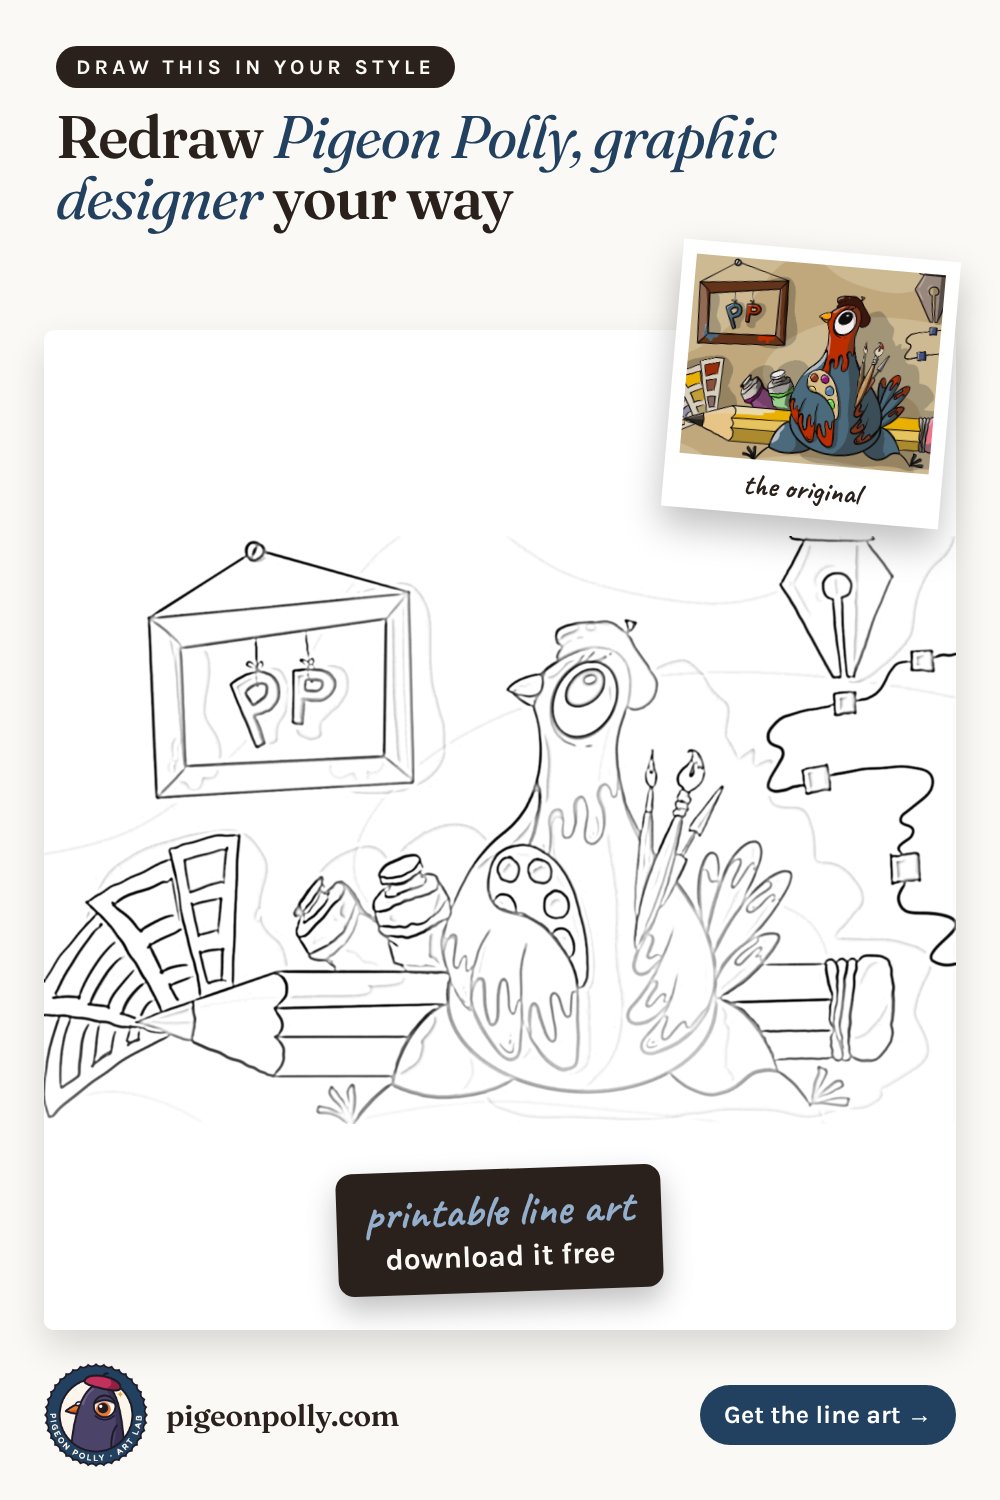 DRAW THIS IN YOUR STYLE
Redraw Pigeon Polly, graphic
designer your way
PP
the original
PP
printable line art
download it free
PIGEON POLLY · ART LAB
pigeonpolly.com
Get the line art →